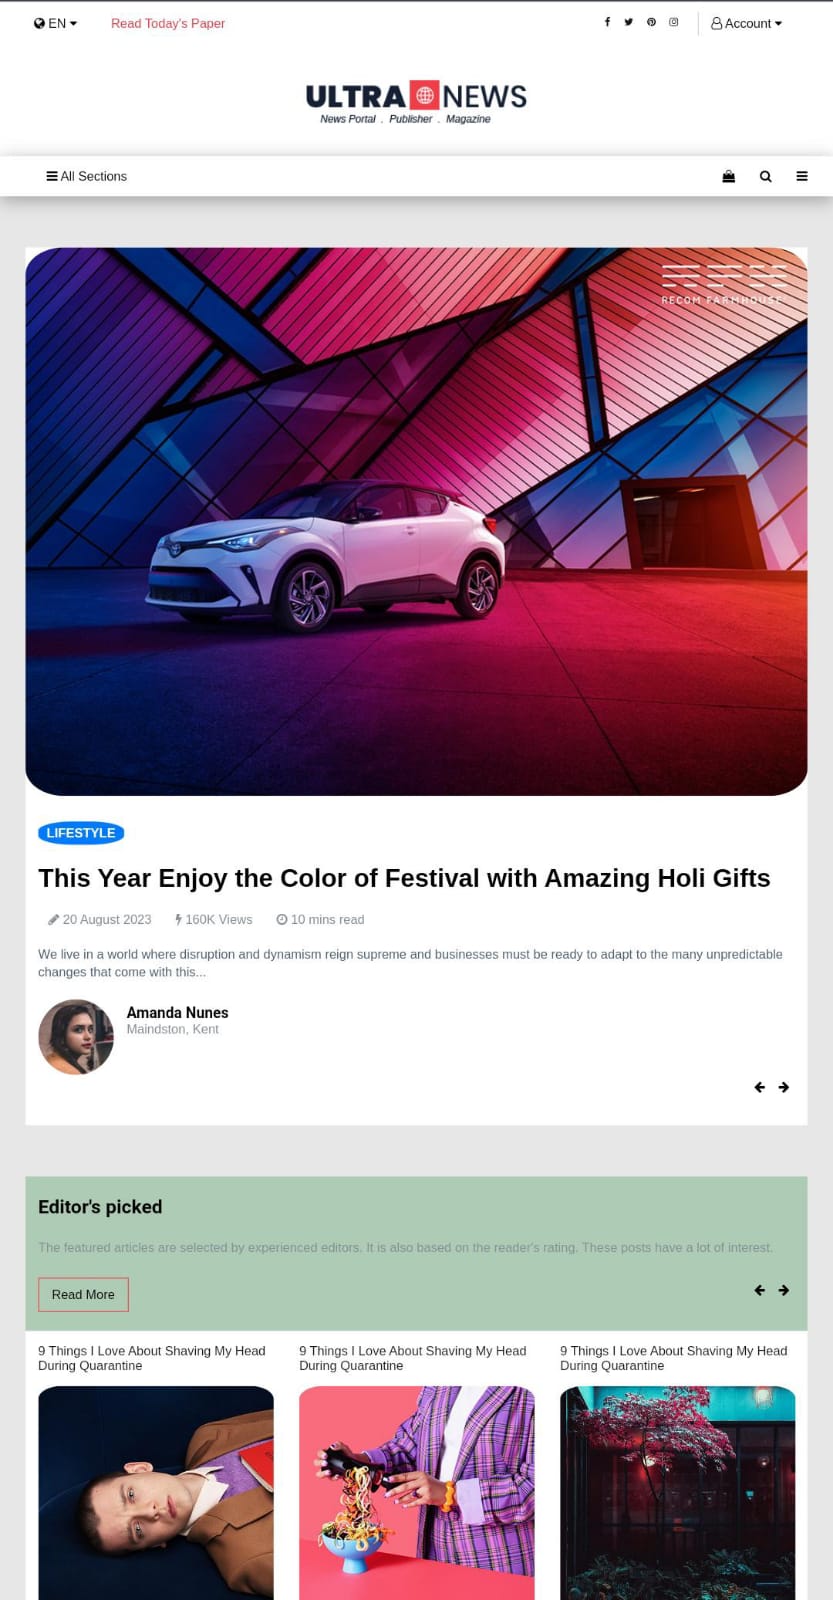 EN
Read Today's Paper
Account
ULTRA NEWS
News Portal . Publisher . Magazine
All Sections
RECOM FARMHOUSE
LIFESTYLE
This Year Enjoy the Color of Festival with Amazing Holi Gifts
20 August 2023 160K Views 10 mins read
We live in a world where disruption and dynamism reign supreme and businesses must be ready to adapt to the many unpredictable
changes that come with this...
Amanda Nunes
Maindston, Kent
Editor's picked
The featured articles are selected by experienced editors. It is also based on the reader's rating. These posts have a lot of interest.
Read More
9 Things I Love About Shaving My Head
During Quarantine
9 Things I Love About Shaving My Head
During Quarantine
9 Things I Love About Shaving My Head
During Quarantine